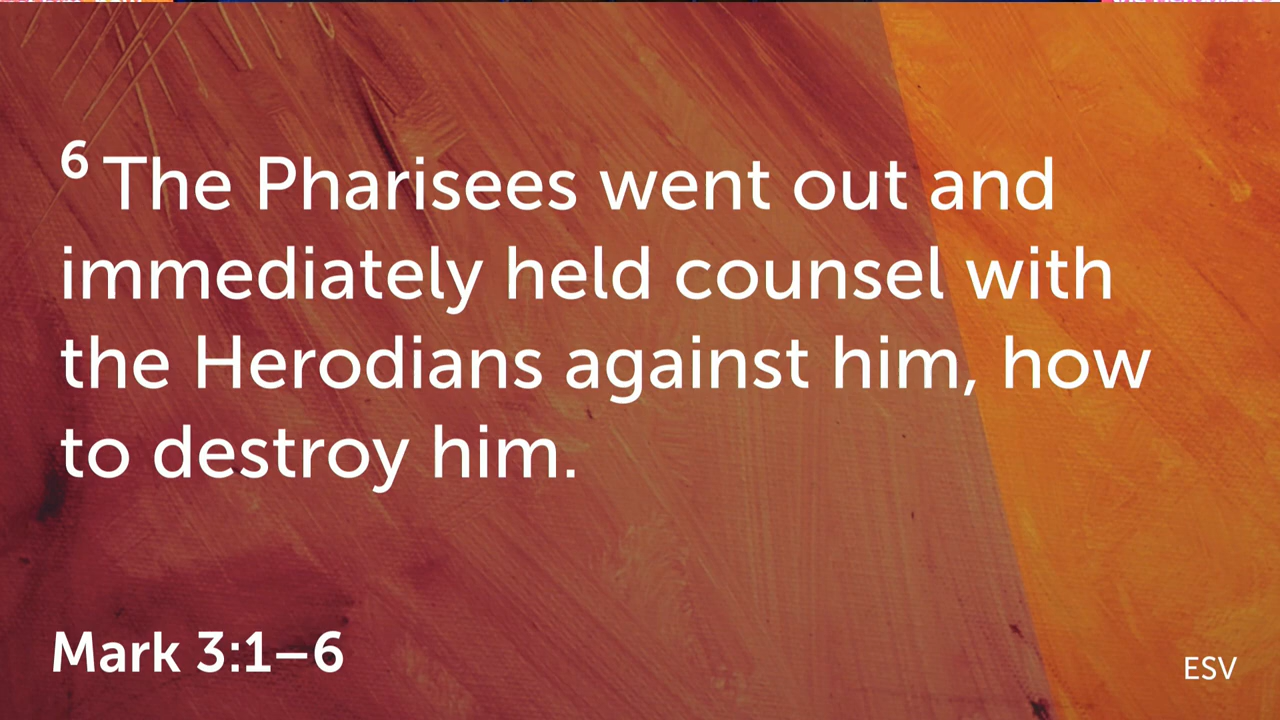 6 The Pharisees went out and
immediately held counsel with
the Herodians against him, how
to destroy him.
Mark 3:1–6
ESV